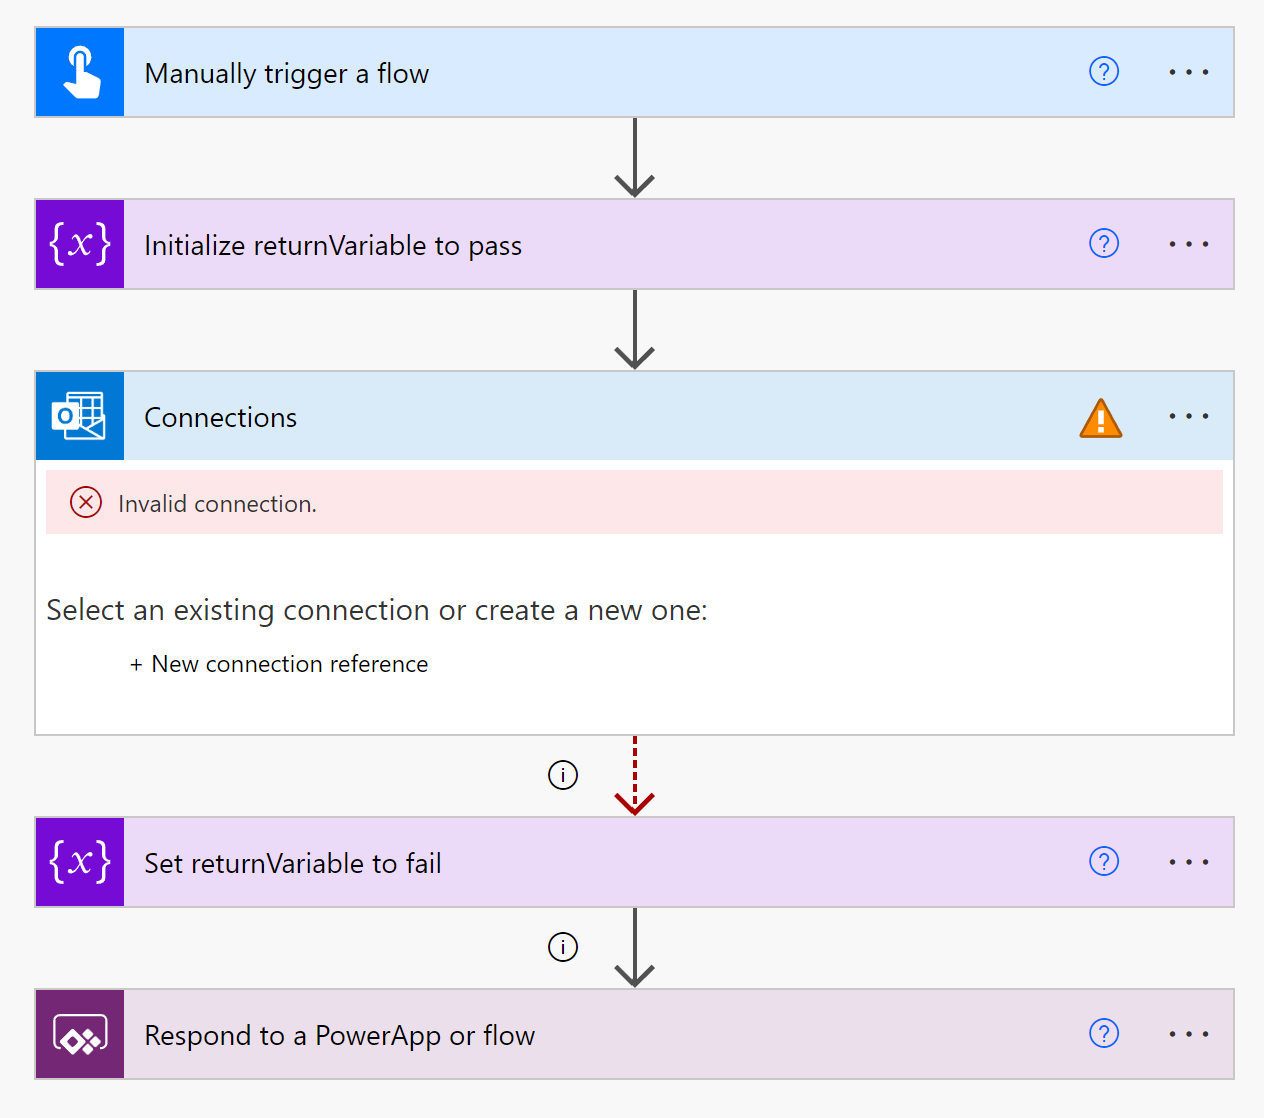 Manually trigger a flow
?
{x} Initialize returnVariable to pass
?
Connections
Invalid connection.
Select an existing connection or create a new one:
+ New connection reference
i
{x} Set returnVariable to fail
?
i
Respond to a PowerApp or flow
?